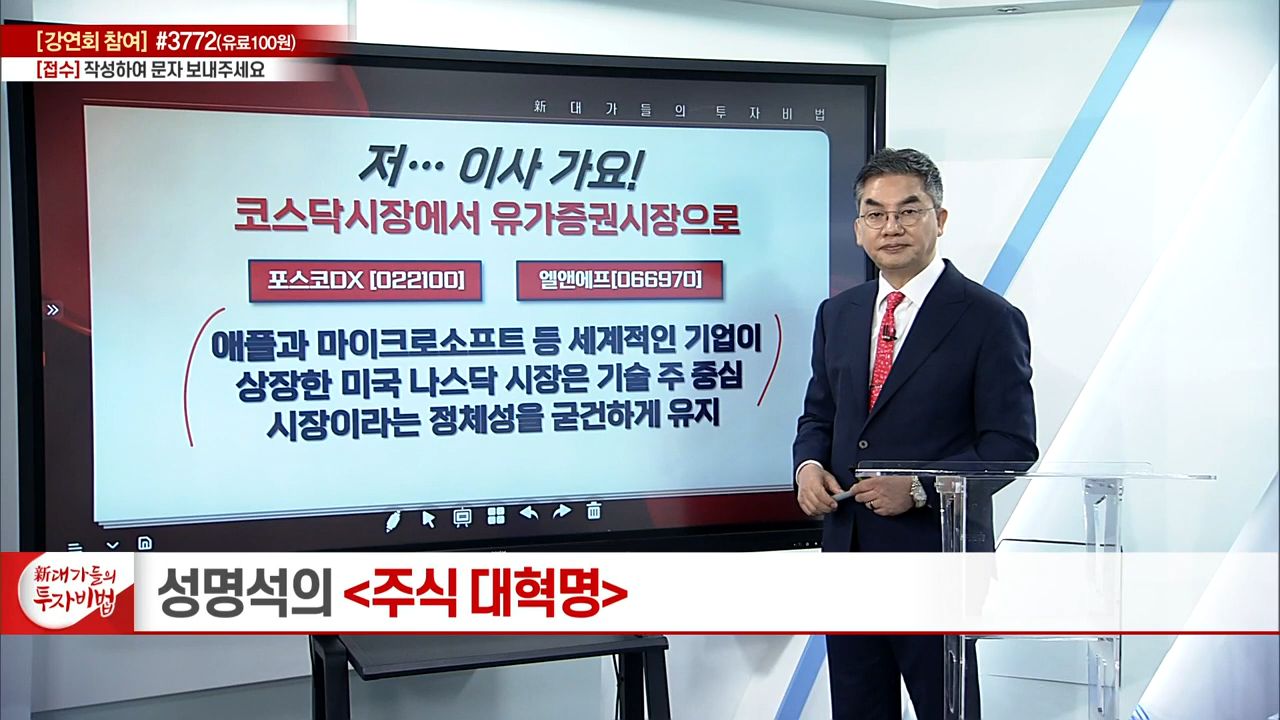 [강연회 참여] #3772(유료100원)
[접수] 작성하여 문자 보내주세요
新 대 가 들 의 투 자 비 법
저… 이사 가요!
코스닥시장에서 유가증권시장으로
포스코DX [022100]
엘앤에프[066970]
애플과 마이크로소프트 등 세계적인 기업이
상장한 미국 나스닥 시장은 기술 주 중심
시장이라는 정체성을 굳건하게 유지
新대가들의
투자비법
성명석의 <주식 대혁명>